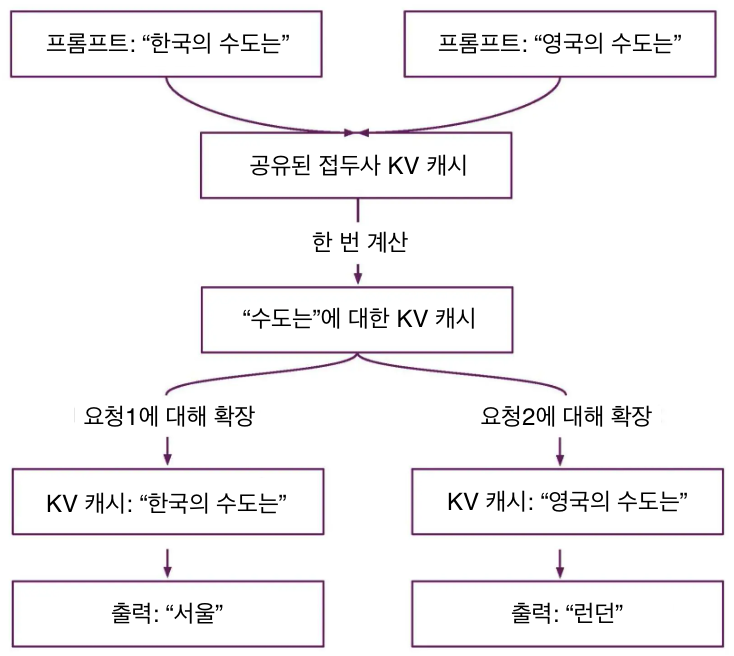 프롬프트: “한국의 수도는”
프롬프트: “영국의 수도는”
공유된 접두사 KV 캐시
한 번 계산
“수도는”에 대한 KV 캐시
요청1에 대해 확장
요청2에 대해 확장
KV 캐시: “한국의 수도는”
KV 캐시: “영국의 수도는”
출력: “서울”
출력: “런던”